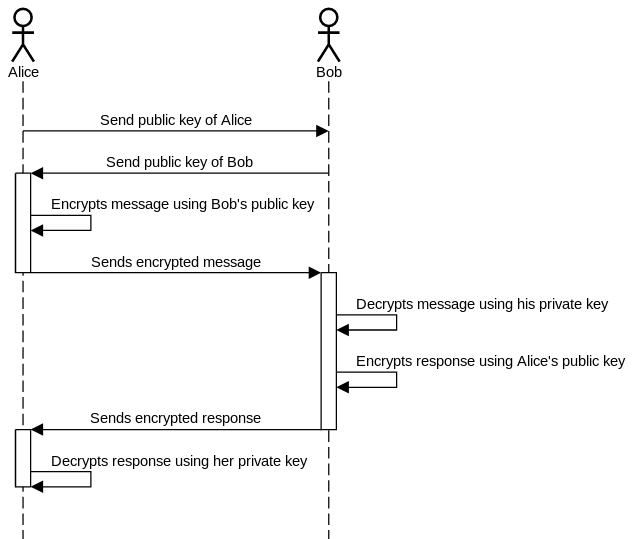 Alice
Bob
Send public key of Alice
Send public key of Bob
Encrypts message using Bob's public key
Sends encrypted message
Decrypts message using his private key
Encrypts response using Alice's public key
Sends encrypted response
Decrypts response using her private key